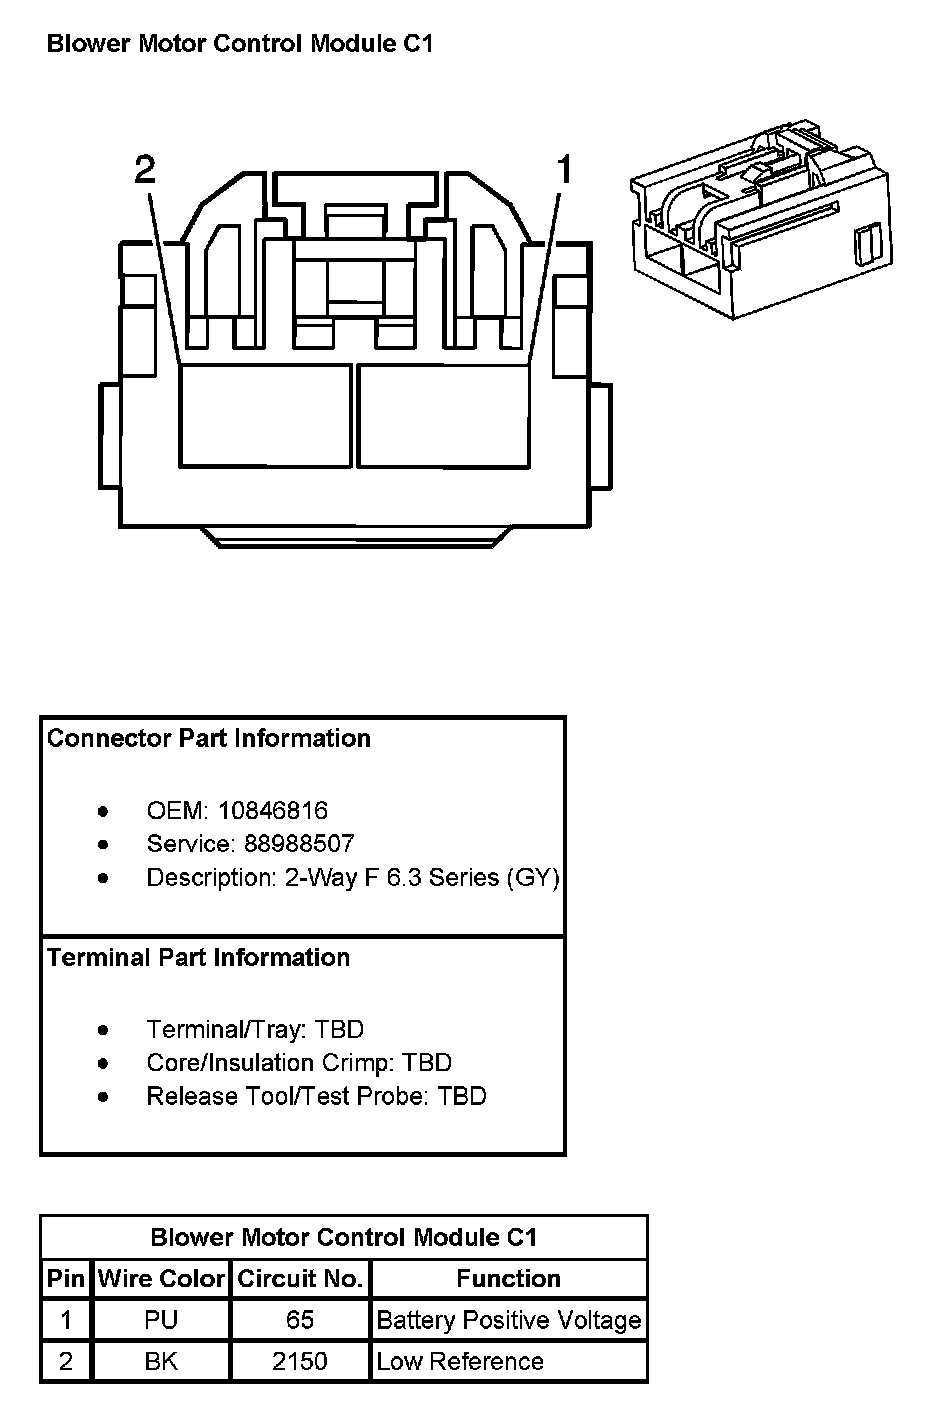 Blower Motor Control Module C1
2 1
Connector Part Information
• OEM: 10846816
• Service: 88988507
• Description: 2-Way F 6.3 Series (GY)
Terminal Part Information
• Terminal/Tray: TBD
• Core/Insulation Crimp: TBD
• Release Tool/Test Probe: TBD
Blower Motor Control Module C1
Pin Wire Color Circuit No. Function
1 PU 65 Battery Positive Voltage
2 BK 2150 Low Reference